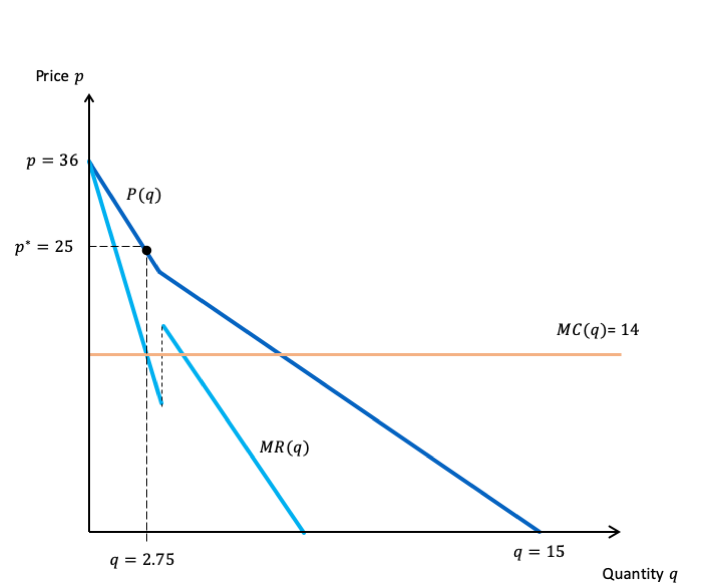 Price p
p = 36
P(q)
p* = 25
MC(q)= 14
MR(q)
q = 2.75
q = 15
Quantity q